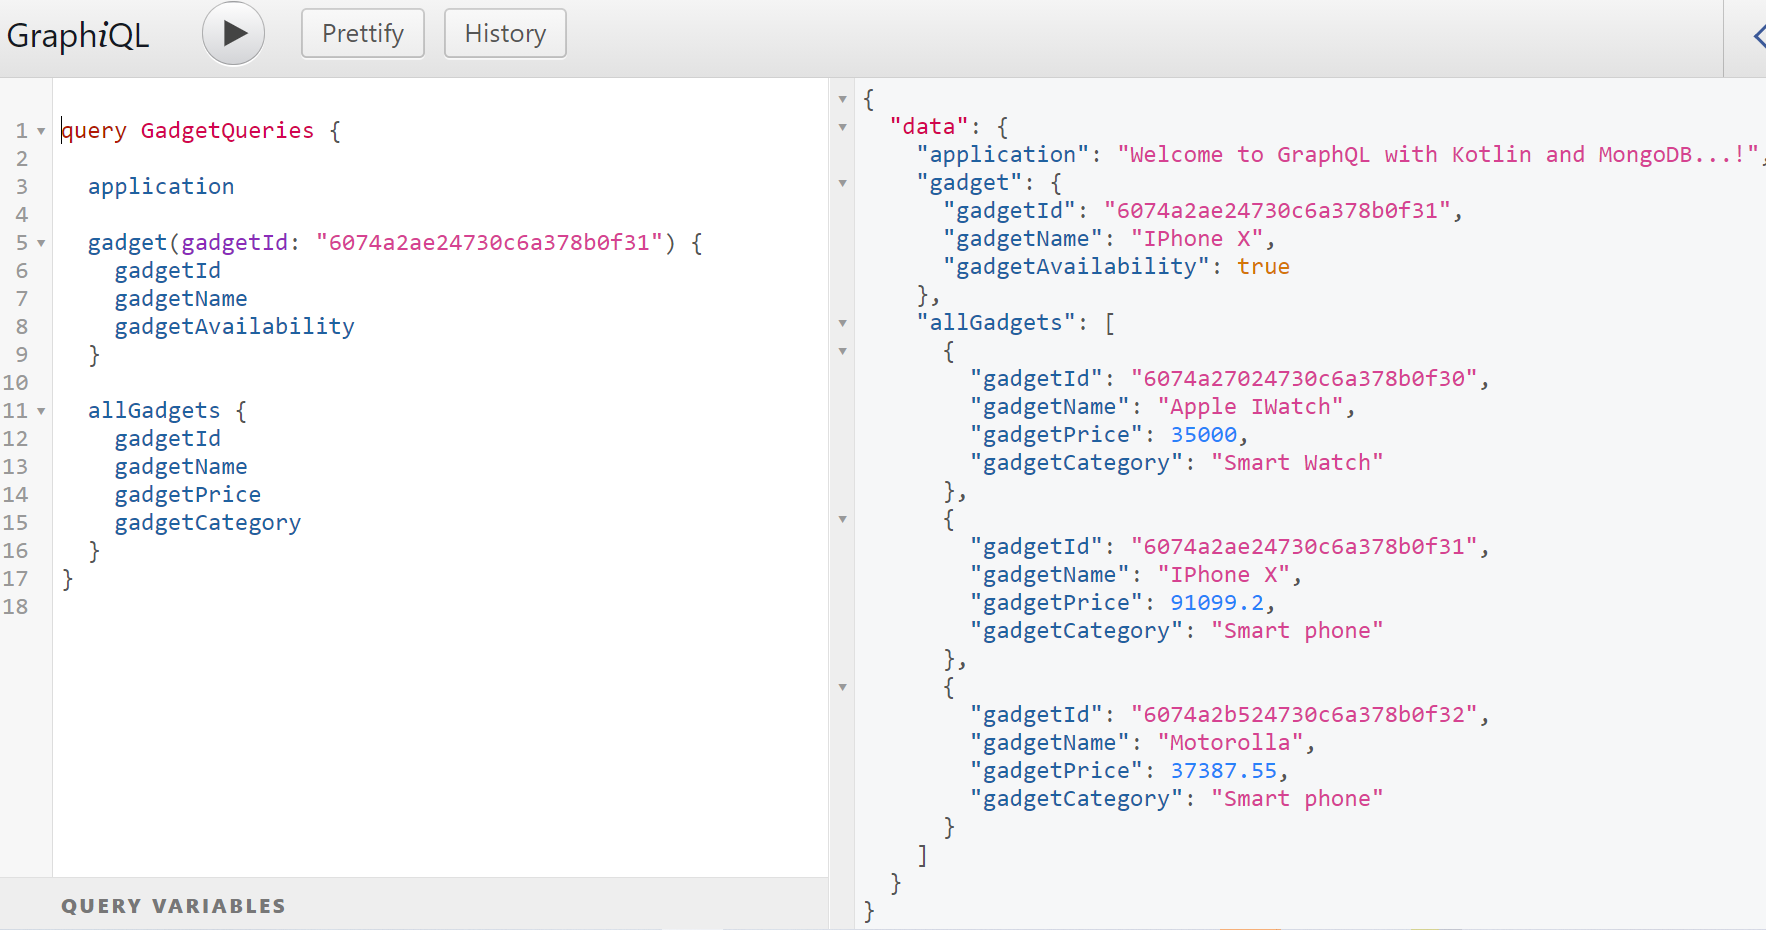 GraphiQL Prettify History
1 query GadgetQueries {
2
3 application
4
5 gadget(gadgetId: "6074a2ae24730c6a378b0f31") {
6 gadgetId
7 gadgetName
8 gadgetAvailability
9 }
10
11 allGadgets {
12 gadgetId
13 gadgetName
14 gadgetPrice
15 gadgetCategory
16 }
17 }
18
QUERY VARIABLES
{
"data": {
"application": "Welcome to GraphQL with Kotlin and MongoDB...!",
"gadget": {
"gadgetId": "6074a2ae24730c6a378b0f31",
"gadgetName": "IPhone X",
"gadgetAvailability": true
},
"allGadgets": [
{
"gadgetId": "6074a27024730c6a378b0f30",
"gadgetName": "Apple IWatch",
"gadgetPrice": 35000,
"gadgetCategory": "Smart Watch"
},
{
"gadgetId": "6074a2ae24730c6a378b0f31",
"gadgetName": "IPhone X",
"gadgetPrice": 91099.2,
"gadgetCategory": "Smart phone"
},
{
"gadgetId": "6074a2b524730c6a378b0f32",
"gadgetName": "Motorolla",
"gadgetPrice": 37387.55,
"gadgetCategory": "Smart phone"
}
]
}
}